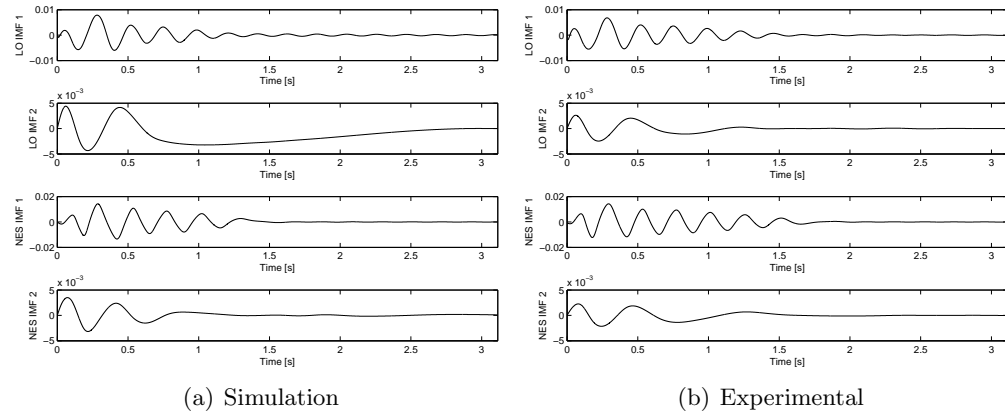 0.01
0
−0.01
LO IMF 1
0 0.5 1 1.5 2 2.5 3
Time [s]
x 10⁻³
5
0
−5
LO IMF 2
0 0.5 1 1.5 2 2.5 3
Time [s]
0.02
0
−0.02
NES IMF 1
0 0.5 1 1.5 2 2.5 3
Time [s]
x 10⁻³
5
0
−5
NES IMF 2
0 0.5 1 1.5 2 2.5 3
Time [s]
(a) Simulation
0.01
0
−0.01
LO IMF 1
0 0.5 1 1.5 2 2.5 3
Time [s]
x 10⁻³
5
0
−5
LO IMF 2
0 0.5 1 1.5 2 2.5 3
Time [s]
0.02
0
−0.02
NES IMF 1
0 0.5 1 1.5 2 2.5 3
Time [s]
x 10⁻³
5
0
−5
NES IMF 2
0 0.5 1 1.5 2 2.5 3
Time [s]
(b) Experimental